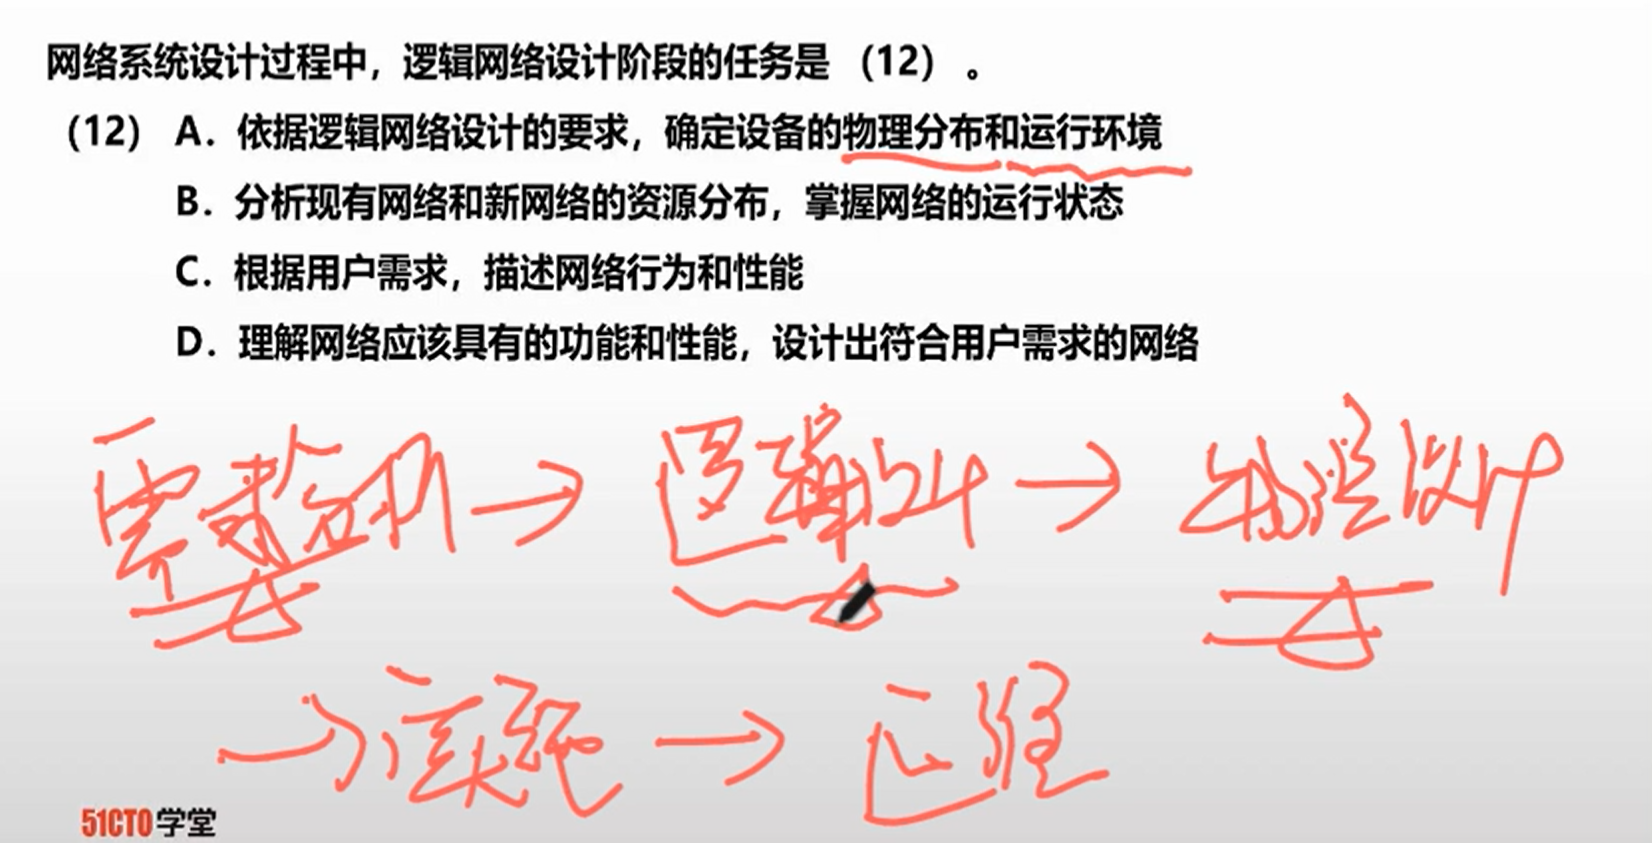 网络系统设计过程中，逻辑网络设计阶段的任务是 （12） 。
（12） A. 依据逻辑网络设计的要求，确定设备的物理分布和运行环境
B. 分析现有网络和新网络的资源分布，掌握网络的运行状态
C. 根据用户需求，描述网络行为和性能
D. 理解网络应该具有的功能和性能，设计出符合用户需求的网络
需求分析 → 逻辑设计 → 物理设计
→ 实施 → 运维
51CTO学堂